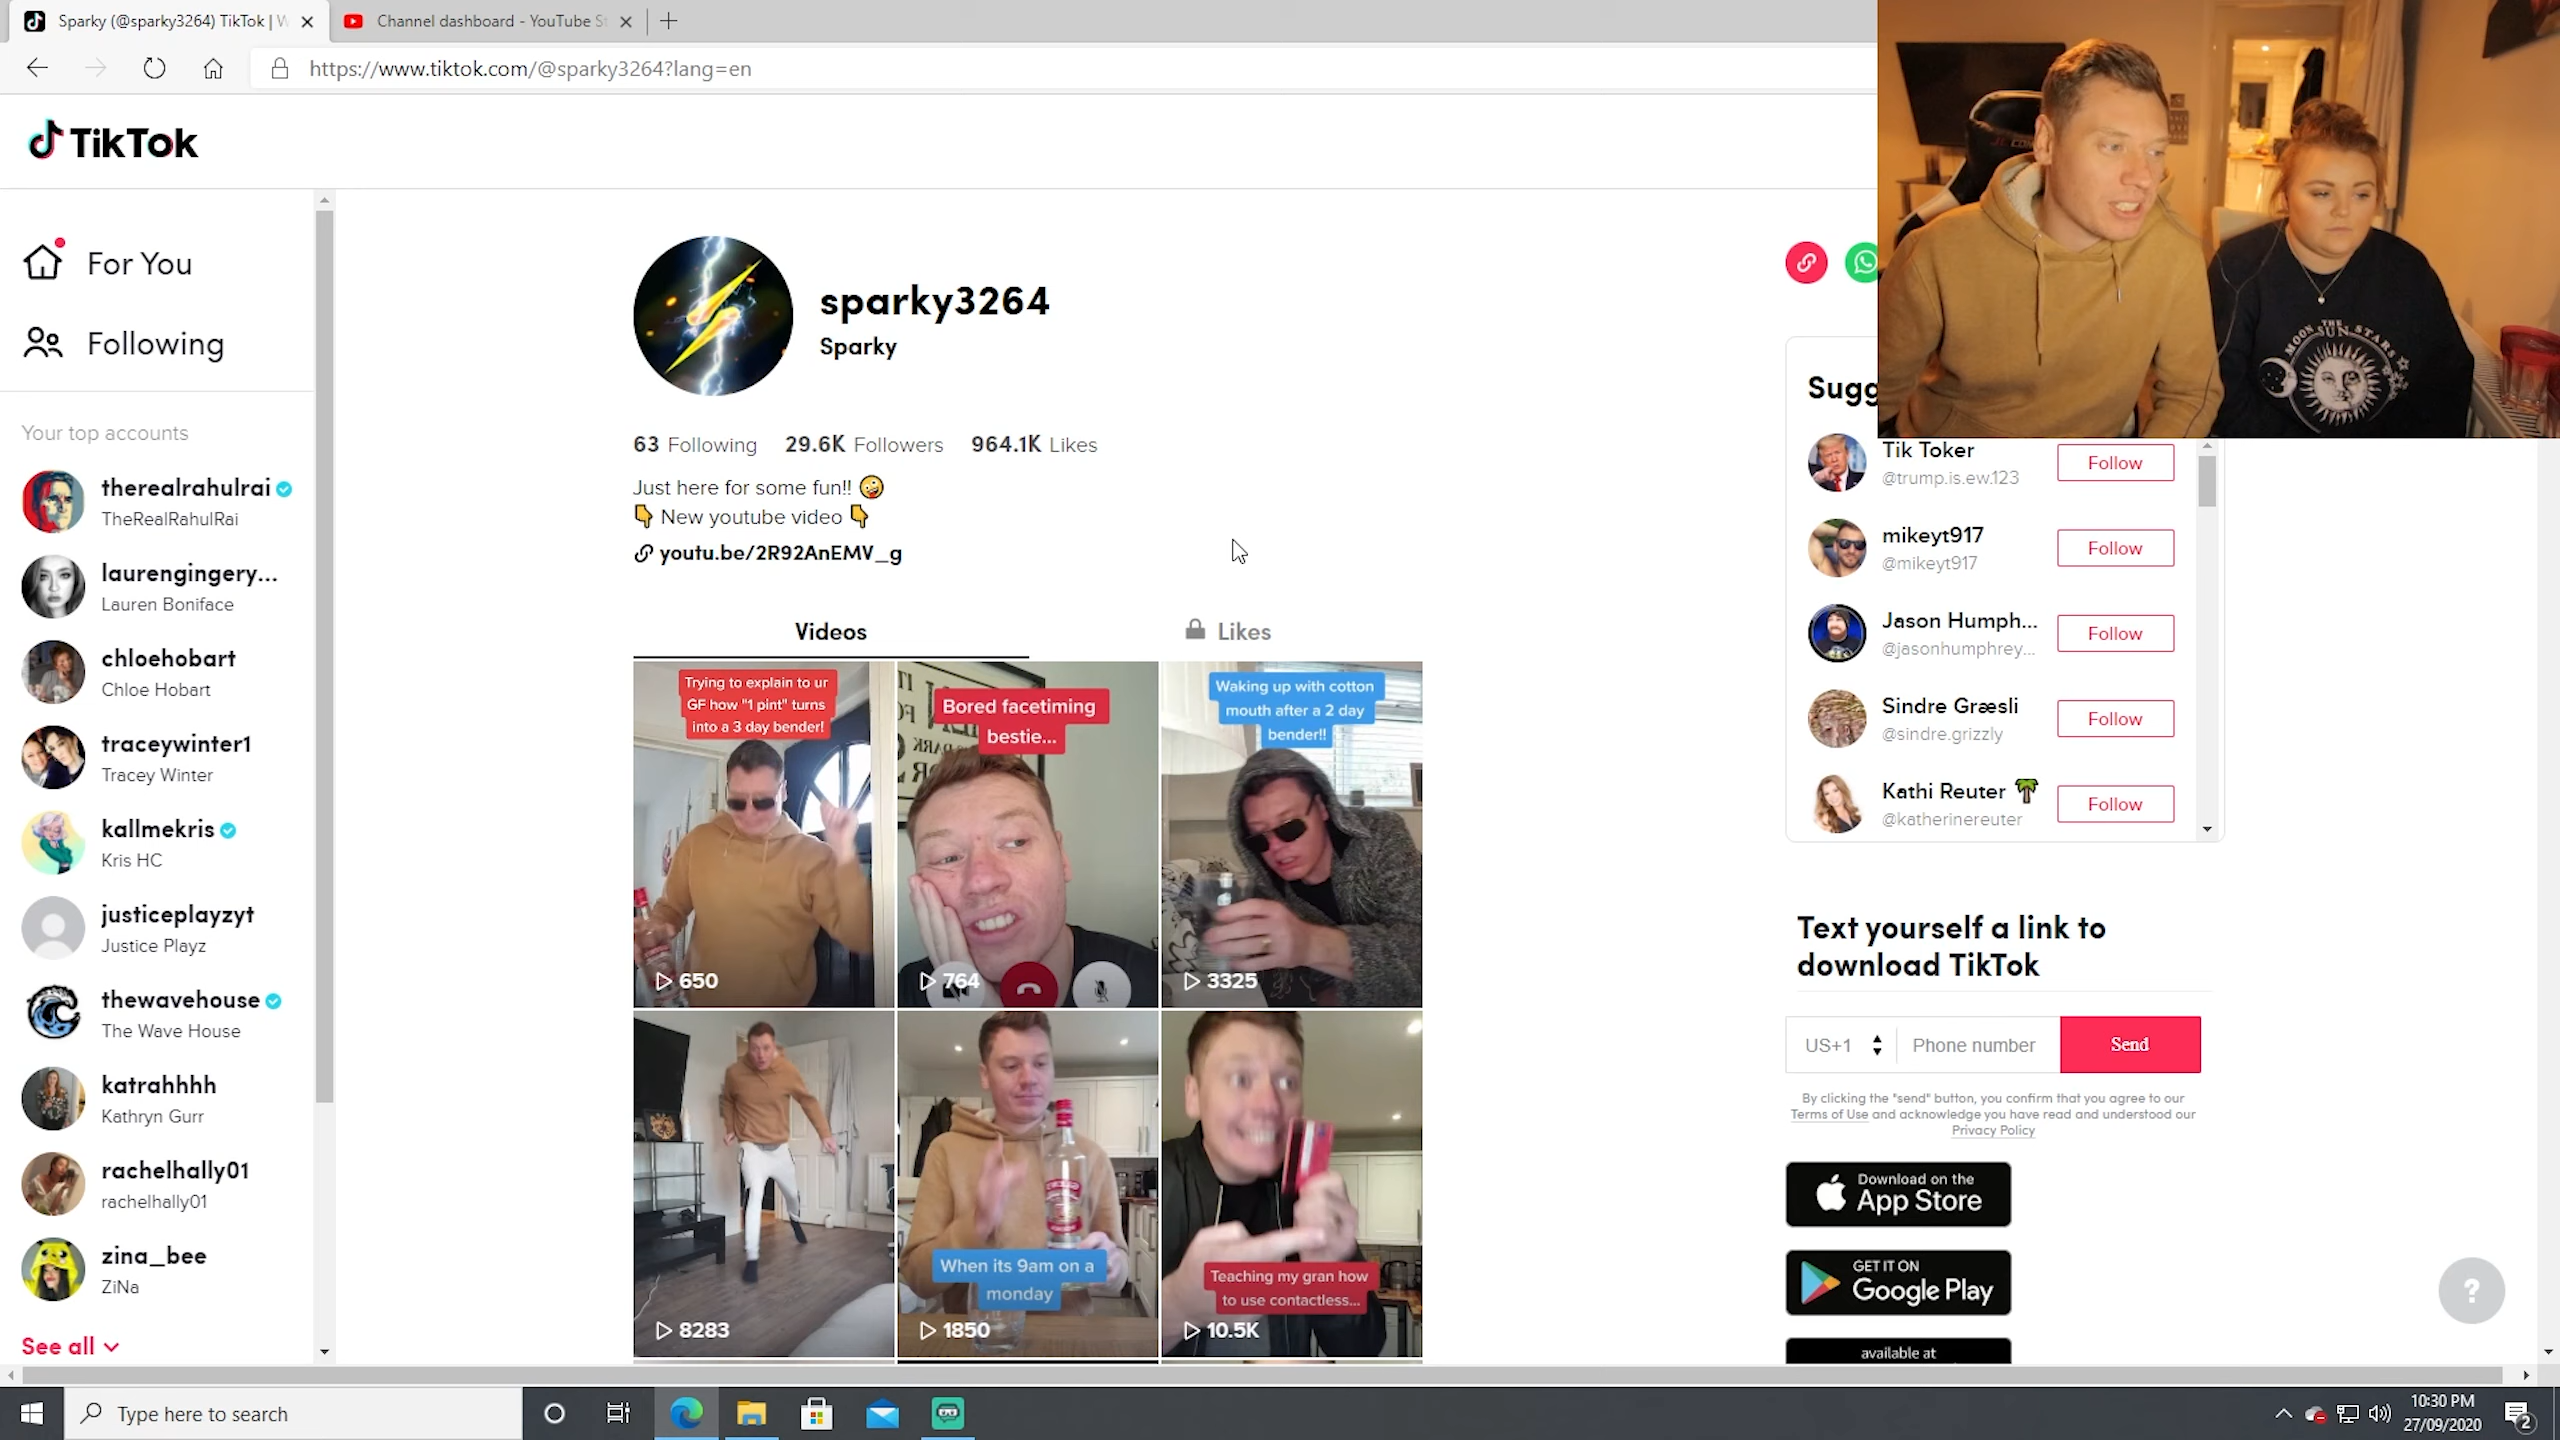 Sparky (@sparky3264) TikTok | W
Channel dashboard - YouTube St
https://www.tiktok.com/@sparky3264?lang=en
TikTok
For You
Following
Your top accounts
therealrahulrai
TheRealRahulRai
laurengingery...
Lauren Boniface
chloehobart
Chloe Hobart
traceywinter1
Tracey Winter
kallmekris
Kris HC
justiceplayzyt
Justice Playz
thewavehouse
The Wave House
katrahhhh
Kathryn Gurr
rachelhally01
rachelhally01
zina_bee
ZiNa
See all
sparky3264
Sparky
63 Following 29.6K Followers 964.1K Likes
Just here for some fun!! 🤪
👇 New youtube video 👇
youtu.be/2R92AnEMV_g
Videos
Likes
Trying to explain to ur
GF how "1 pint" turns
into a 3 day bender!
650
Bored facetiming
bestie...
764
Waking up with cotton
mouth after a 2 day
bender!!
3325
8283
When its 9am on a
monday
1850
Teaching my gran how
to use contactless...
10.5K
MOON THE SUN STARS
Sugg
Tik Toker
@trump.is.ew.123
Follow
mikeyt917
@mikeyt917
Follow
Jason Humph...
@jasonhumphrey...
Follow
Sindre Græsli
@sindre.grizzly
Follow
Kathi Reuter 🌴
@katherinereuter
Follow
Text yourself a link to
download TikTok
US+1
Phone number
Send
By clicking the "send" button, you confirm that you agree to our
Terms of Use and acknowledge you have read and understood our
Privacy Policy
Download on the
App Store
GET IT ON
Google Play
available at
?
Type here to search
10:30 PM
27/09/2020
2